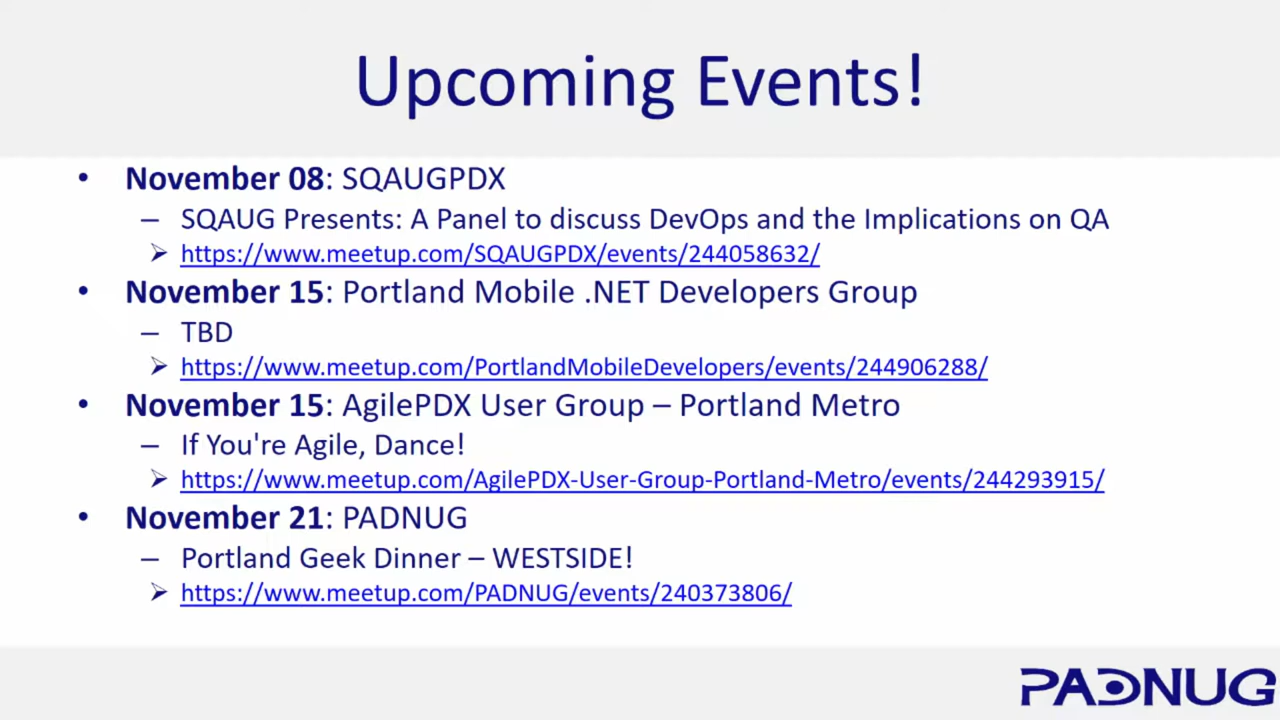 Upcoming Events!
• November 08: SQAUGPDX
– SQAUG Presents: A Panel to discuss DevOps and the Implications on QA
➢ https://www.meetup.com/SQAUGPDX/events/244058632/
• November 15: Portland Mobile .NET Developers Group
– TBD
➢ https://www.meetup.com/PortlandMobileDevelopers/events/244906288/
• November 15: AgilePDX User Group – Portland Metro
– If You're Agile, Dance!
➢ https://www.meetup.com/AgilePDX-User-Group-Portland-Metro/events/244293915/
• November 21: PADNUG
– Portland Geek Dinner – WESTSIDE!
➢ https://www.meetup.com/PADNUG/events/240373806/
PADNUG